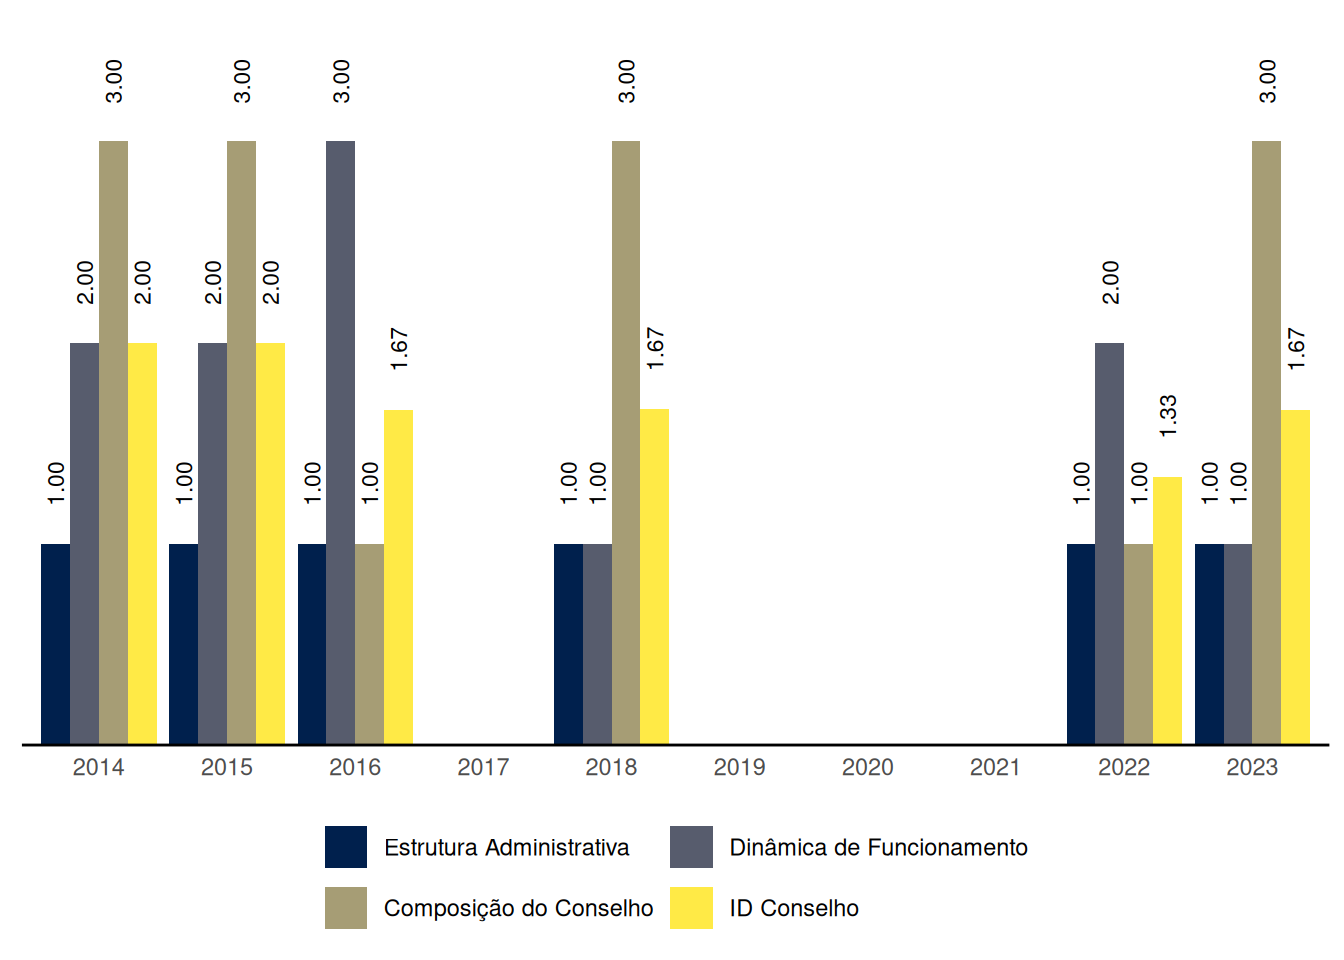 3.00 3.00 3.00 3.00 3.00
2.00 2.00 2.00 2.00 2.00
1.67 1.67 1.67
1.33
1.00 1.00 1.00 1.00 1.00 1.00 1.00 1.00 1.00 1.00
2014 2015 2016 2017 2018 2019 2020 2021 2022 2023
Estrutura Administrativa Dinâmica de Funcionamento
Composição do Conselho ID Conselho